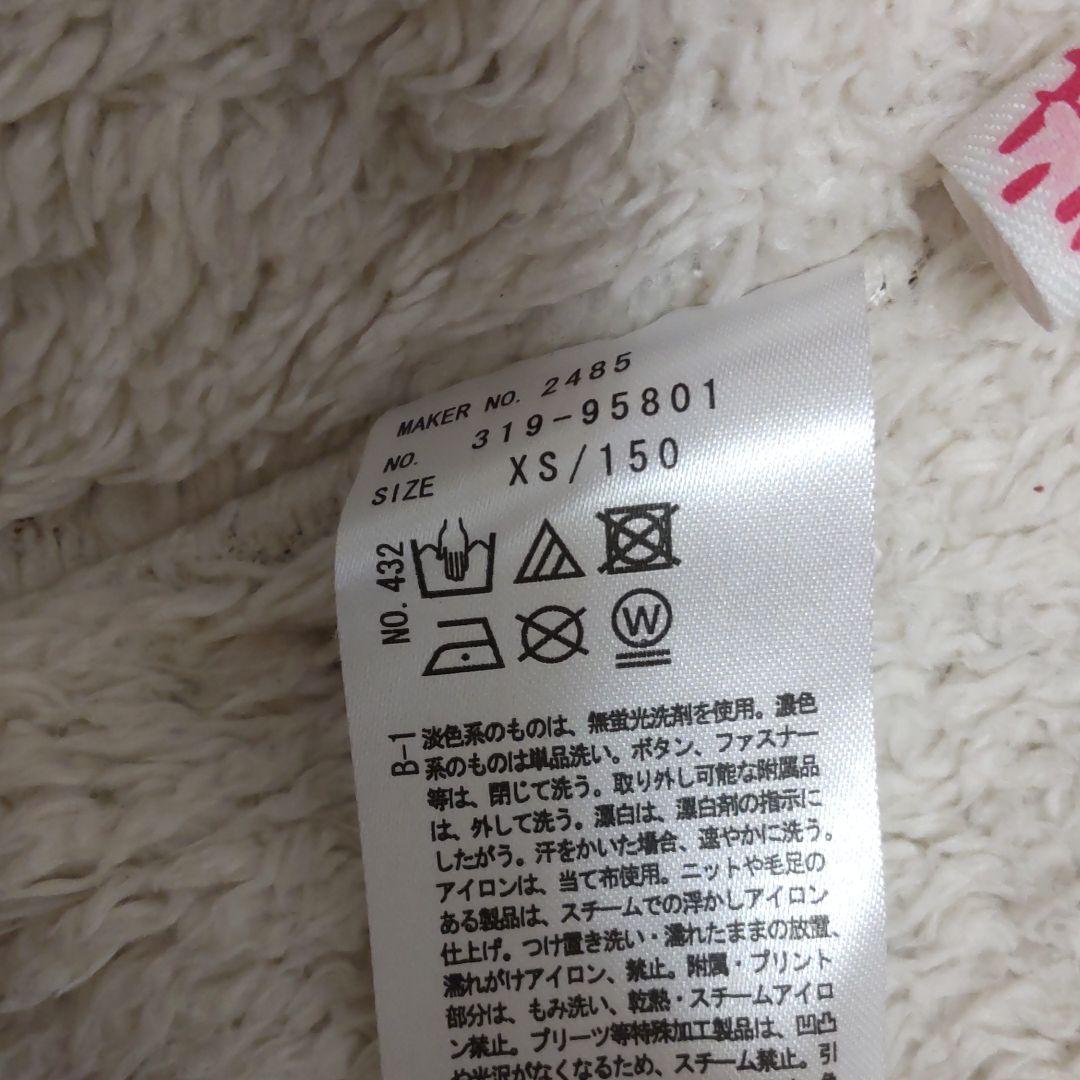 MAKER NO. 2485
NO. 319-95801
SIZE XS/150
NO. 432
W
B-1
淡色系のものは、無蛍光洗剤を使用。濃色
系のものは単品洗い。ボタン、ファスナー
等は、閉じて洗う。取り外し可能な附属品
は、外して洗う。漂白は、漂白剤の指示に
したがう。汗をかいた場合、速やかに洗う。
アイロンは、当て布使用。ニットや毛足の
ある製品は、スチームでの浮かしアイロン
仕上げ。つけ置き洗い・濡れたままの放置、
濡れがけアイロン、禁止。附属・プリント
部分は、もみ洗い、乾熱・スチームアイロ
ン禁止。プリーツ等特殊加工製品は、凹凸
や光沢がなくなるため、スチーム禁止。引